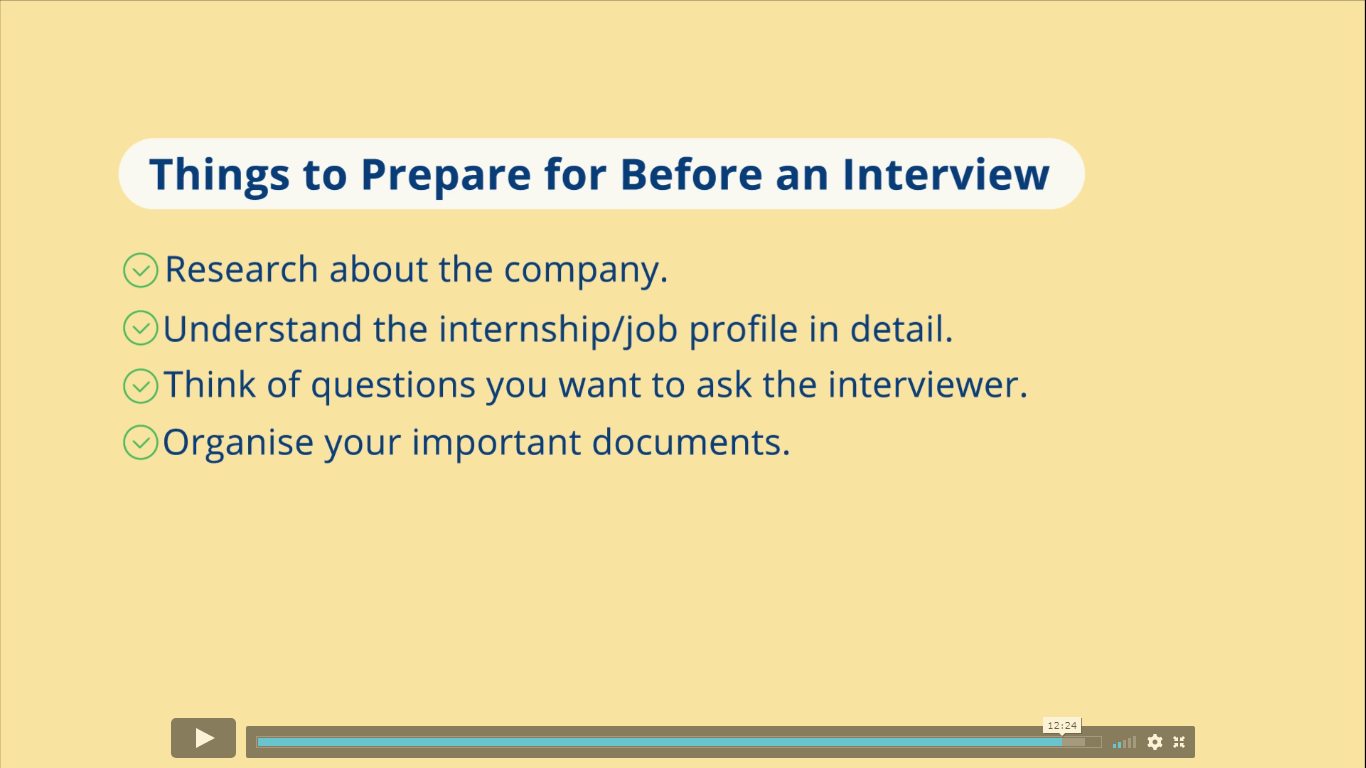 Things to Prepare for Before an Interview
Research about the company.
Understand the internship/job profile in detail.
Think of questions you want to ask the interviewer.
Organise your important documents.
12:24